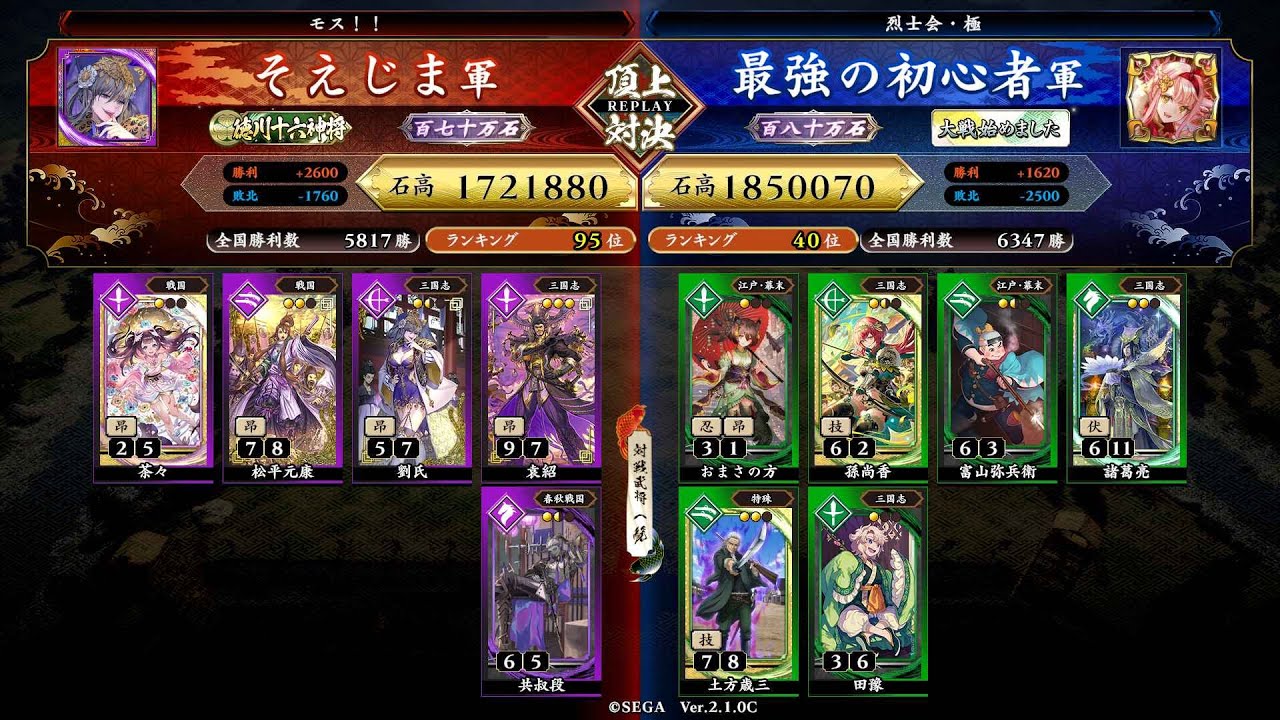 モス！！
烈士会・極
そえじま軍
最強の初心者軍
頂上
REPLAY
対決
徳川十六神将
百七十万石
百八十万石
大戦始めました
勝利 +2600
敗北 -1760
石高 1721880
石高 1850070
勝利 +1620
敗北 -2500
全国勝利数 5817勝
ランキング 95位
ランキング 40位
全国勝利数 6347勝
戦国
昴
2 5
茶々
戦国
昴
7 8
松平元康
三国志
昴
5 7
劉氏
三国志
昴
9 7
袁紹
江戸・幕末
忍 昴
3 1
おまさの方
三国志
技
6 2
孫尚香
江戸・幕末
6 3
富山弥兵衛
三国志
伏
6 11
諸葛亮
対戦武将一覧
春秋戦国
6 5
共叔段
特殊
技
7 8
土方歳三
三国志
3 6
田豫
©SEGA Ver.2.1.0C